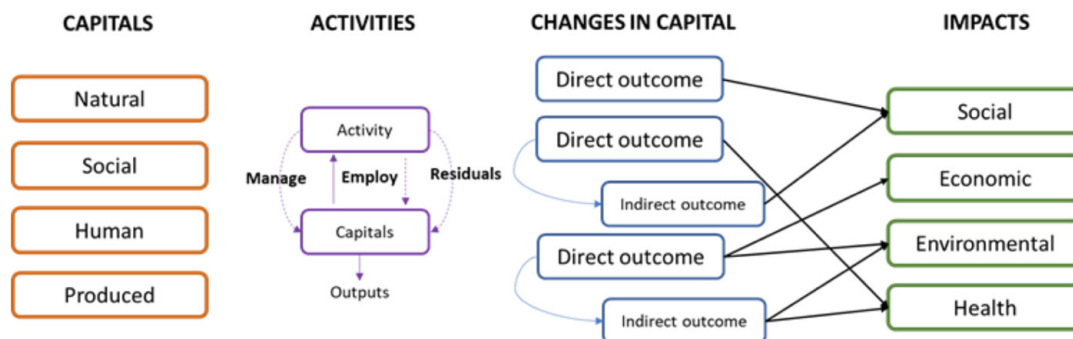 CAPITALS
Natural
Social
Human
Produced
ACTIVITIES
Activity
Manage
Employ
Residuals
Capitals
Outputs
CHANGES IN CAPITAL
Direct outcome
Direct outcome
Indirect outcome
Direct outcome
Indirect outcome
IMPACTS
Social
Economic
Environmental
Health